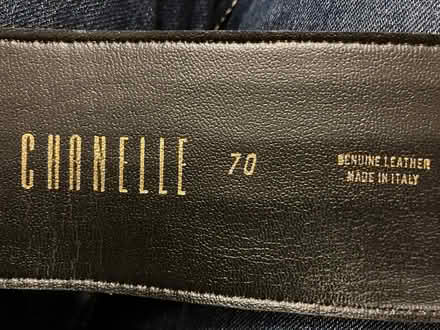 CHANELLE 70
GENUINE LEATHER
MADE IN ITALY